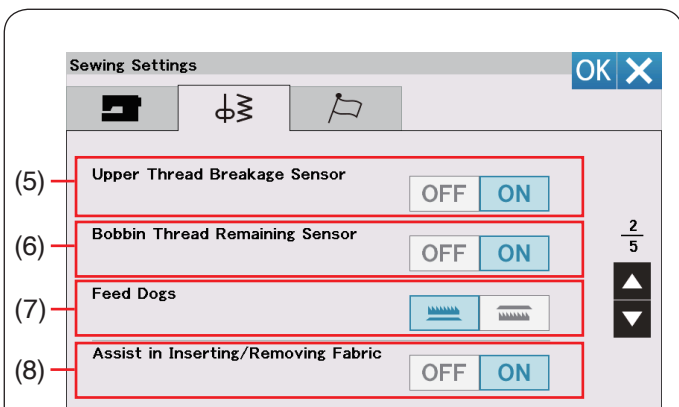 Sewing Settings
OK
(5) Upper Thread Breakage Sensor
OFF ON
(6) Bobbin Thread Remaining Sensor
OFF ON
2
5
(7) Feed Dogs
(8) Assist in Inserting/Removing Fabric
OFF ON